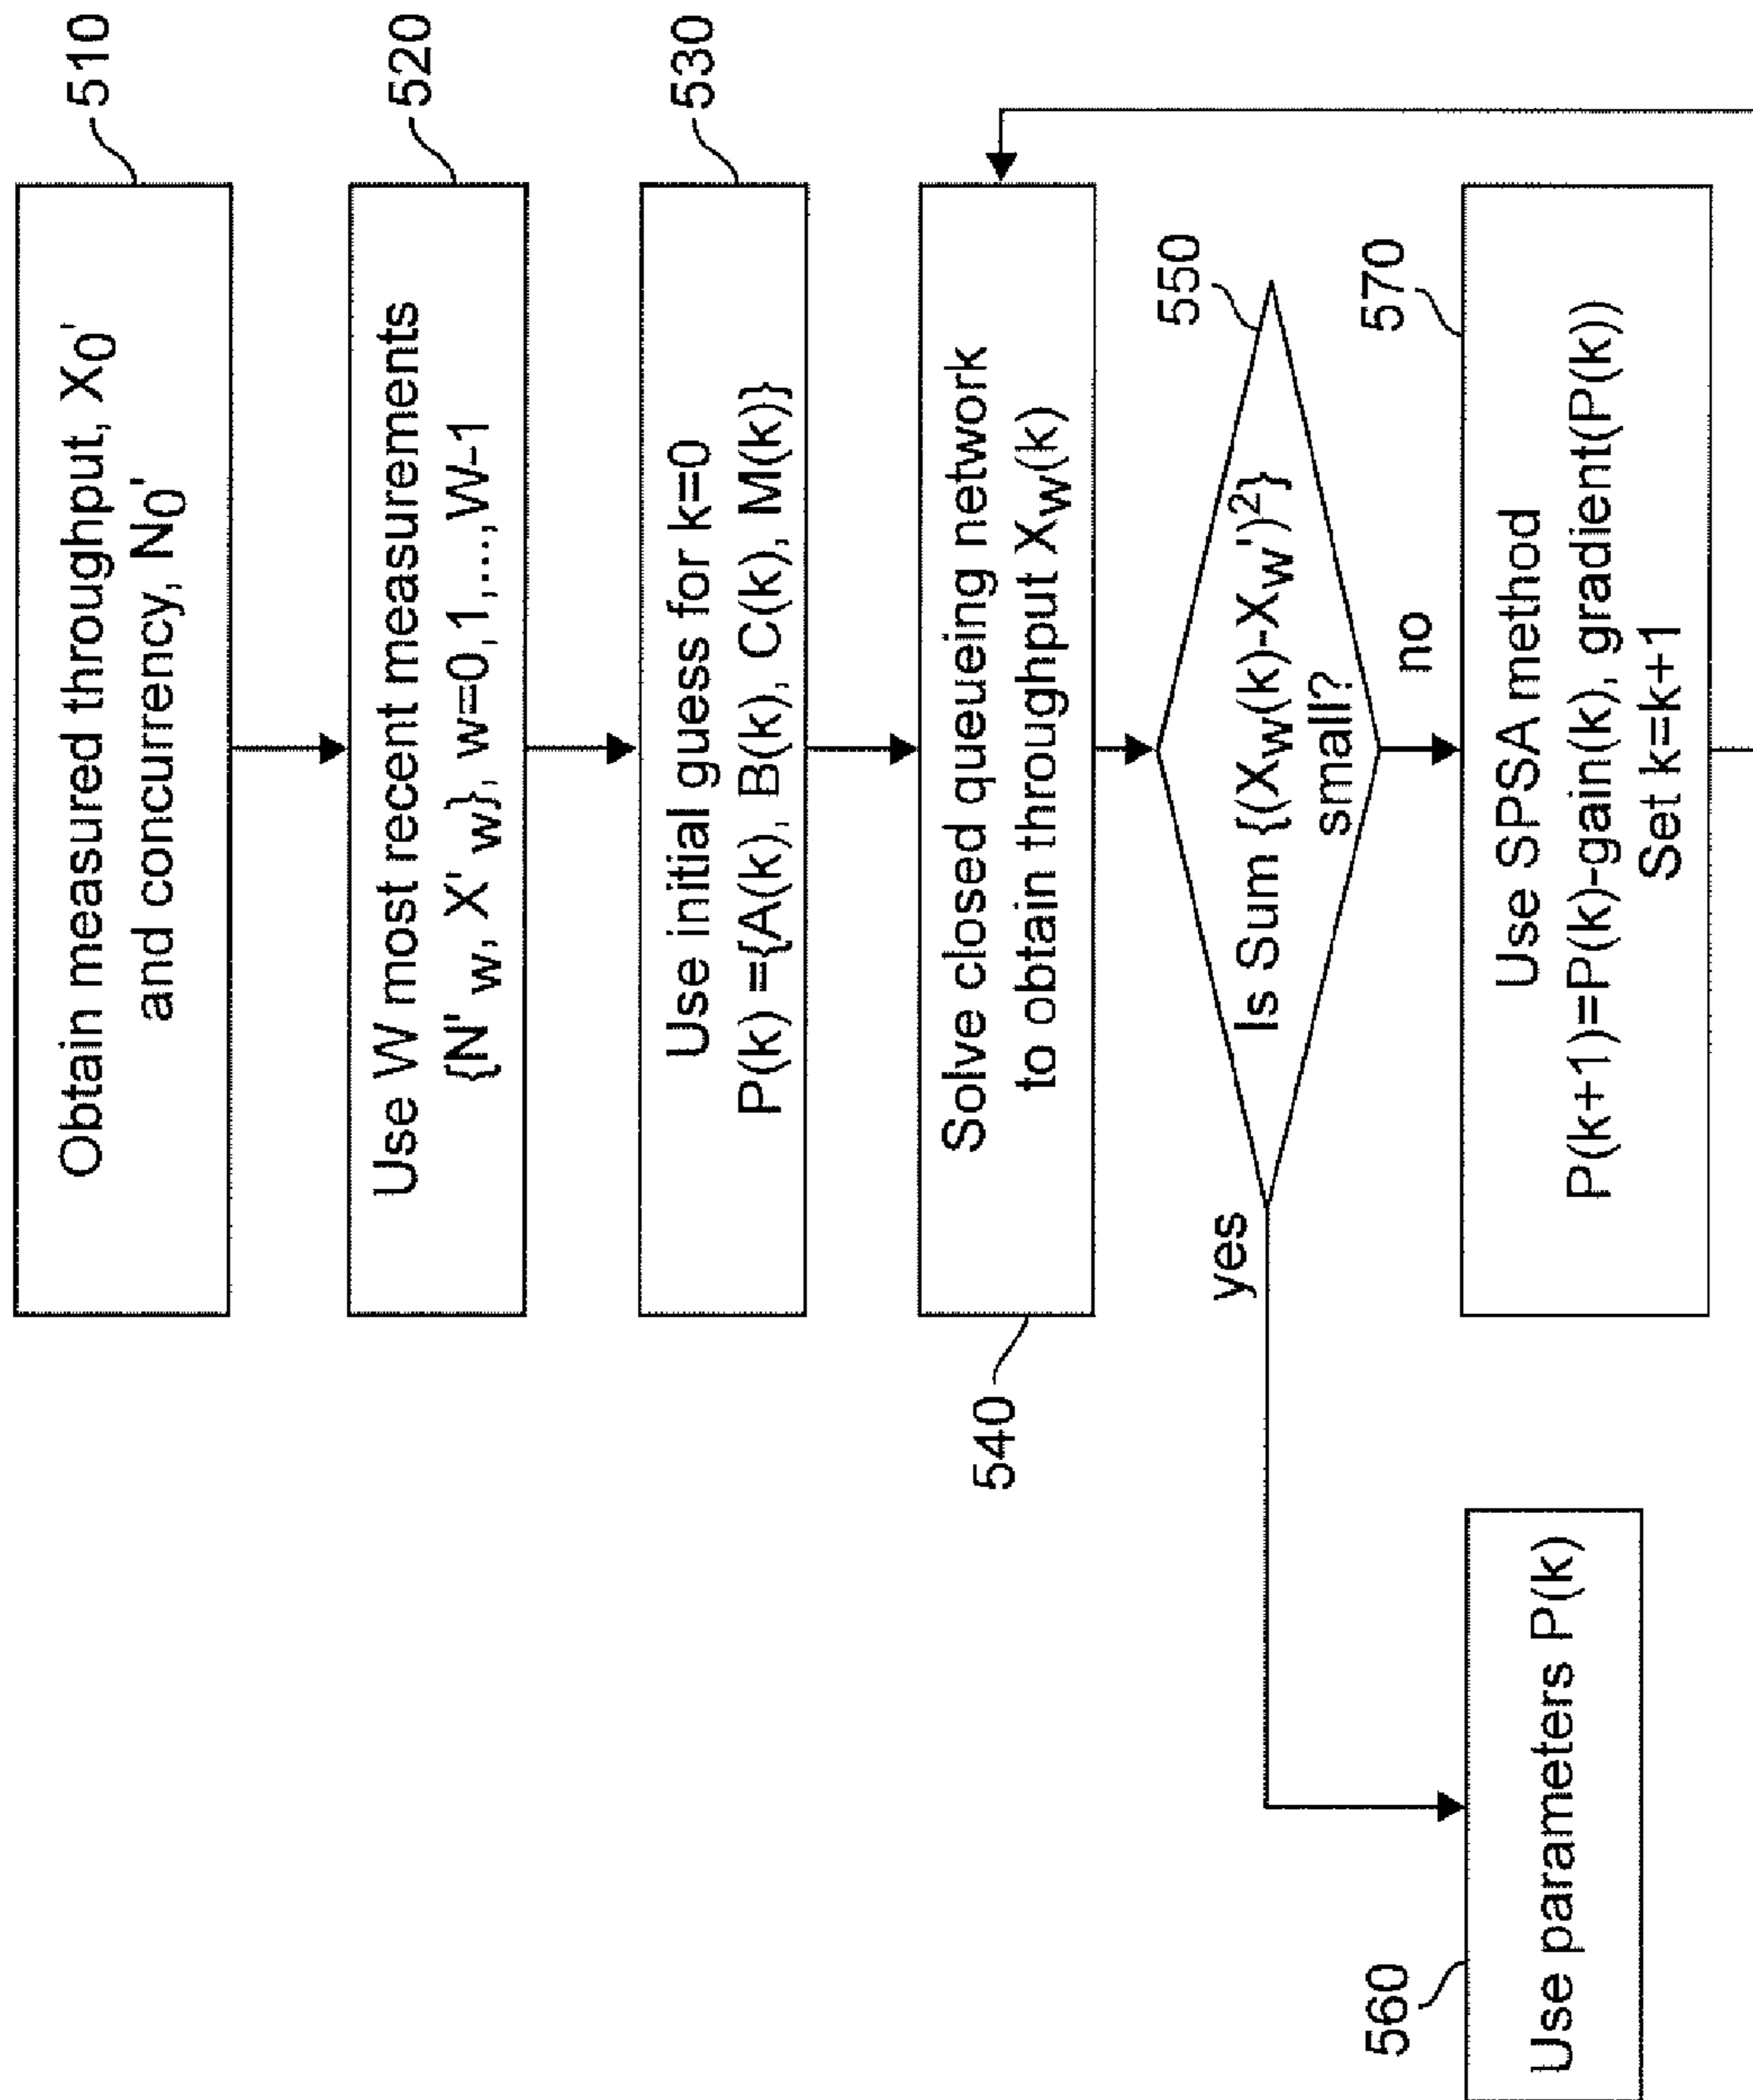 Obtain measured throughput, X₀'
and concurrency, N₀'
510
Use W most recent measurements
{N'w, X'w}, w=0,1,...,W-1
520
Use initial guess for k=0
P(k) ={A(k), B(k), C(k), M(k)}
530
Solve closed queueing network
to obtain throughput Xw(k)
540
Is Sum {(Xw(k)-Xw')²}
small?
550
yes
no
Use parameters P(k)
560
Use SPSA method
P(k+1)=P(k)-gain(k), gradient(P(k))
Set k=k+1
570